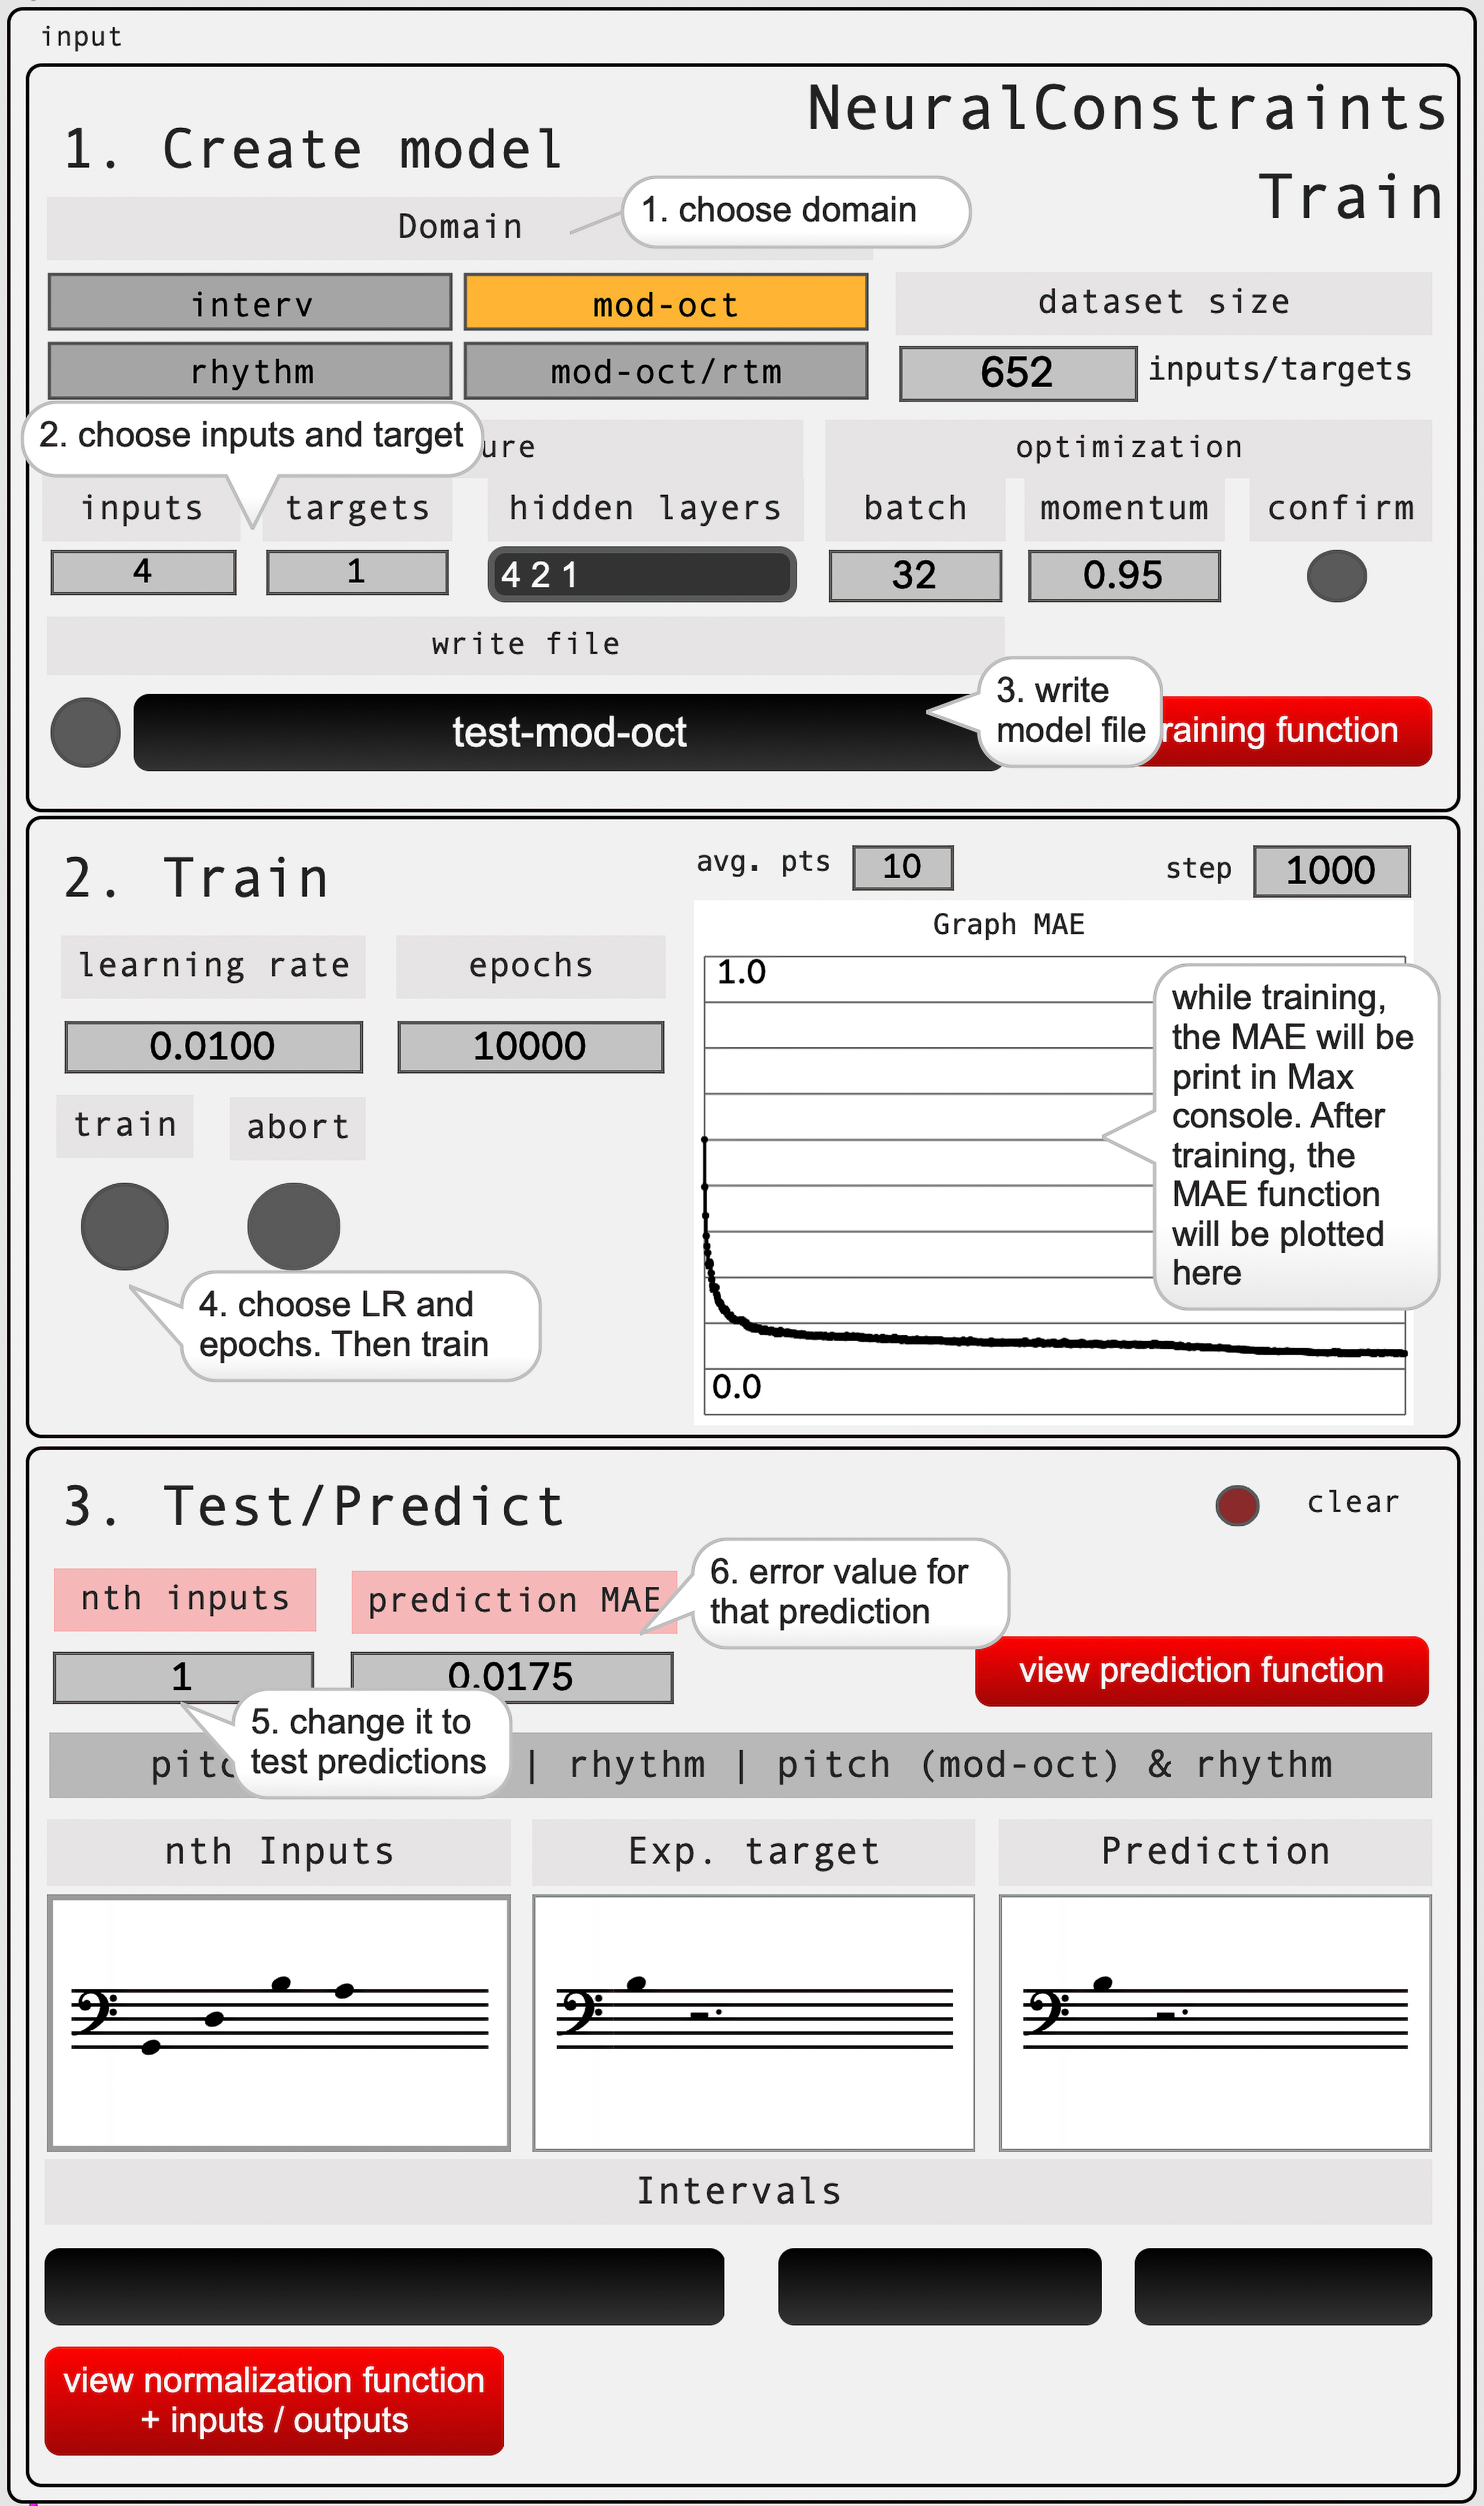 input
NeuralConstraints
Train
1. Create model
Domain
1. choose domain
interv
mod-oct
dataset size
rhythm
mod-oct/rtm
652
inputs/targets
2. choose inputs and target
optimization
inputs
targets
hidden layers
batch
momentum
confirm
4
1
4 2 1
32
0.95
write file
test-mod-oct
3. write
model file
function
2. Train
avg. pts
10
step
1000
Graph MAE
learning rate
epochs
1.0
0.0100
10000
while training,
the MAE will be
print in Max
console. After
training, the
MAE function
will be plotted
here
train
abort
4. choose LR and
epochs. Then train
0.0
3. Test/Predict
clear
6. error value for
that prediction
nth inputs
prediction MAE
1
0.0175
view prediction function
5. change it to
test predictions
| rhythm | pitch (mod-oct) & rhythm
nth Inputs
Exp. target
Prediction
Intervals
view normalization function
+ inputs / outputs